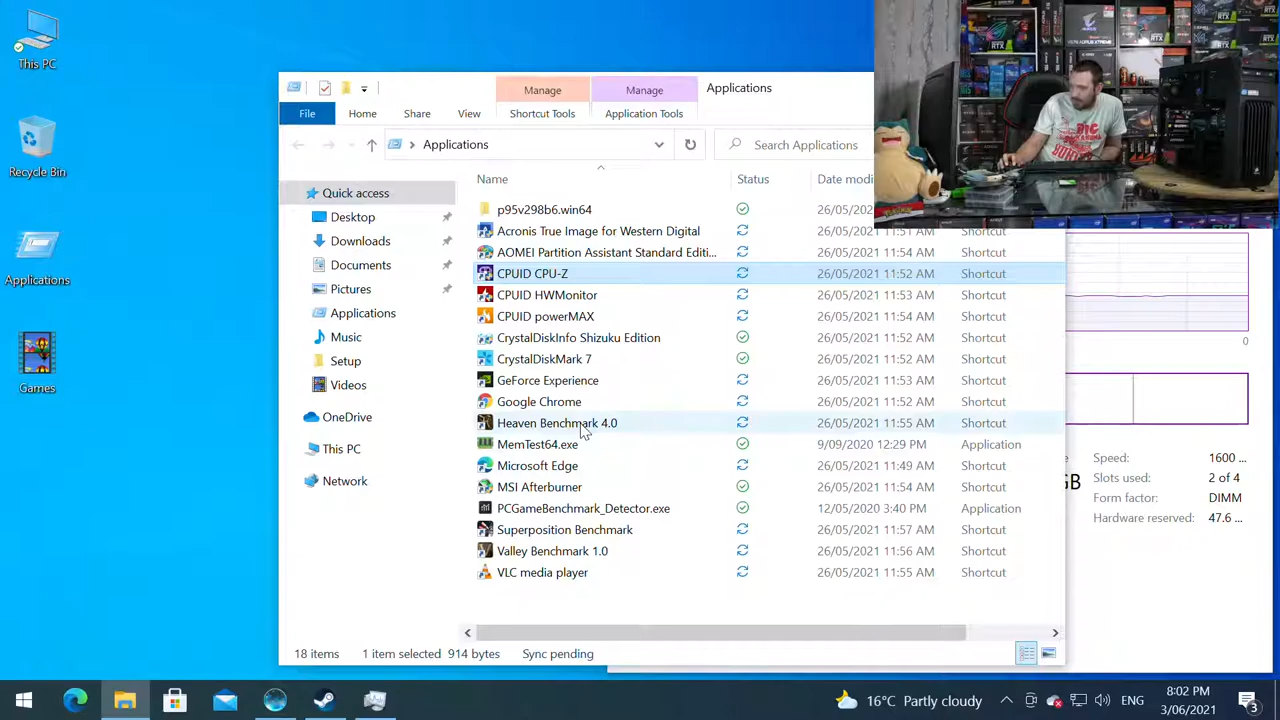 This PC
Recycle Bin
Applications
Games
Manage
Manage
Applications
File
Home
Share
View
Shortcut Tools
Application Tools
Applications
Search Applications
Name
Status
Date modi
Quick access
Desktop
Downloads
Documents
Pictures
Applications
Music
Setup
Videos
OneDrive
This PC
Network
p95v298b6.win64
26/05/202
Acronis True Image for Western Digital
26/05/2021 11:51 AM
Shortcut
AOMEI Partition Assistant Standard Editi...
26/05/2021 11:54 AM
Shortcut
CPUID CPU-Z
26/05/2021 11:52 AM
Shortcut
CPUID HWMonitor
26/05/2021 11:53 AM
Shortcut
CPUID powerMAX
26/05/2021 11:54 AM
Shortcut
CrystalDiskInfo Shizuku Edition
26/05/2021 11:52 AM
Shortcut
CrystalDiskMark 7
26/05/2021 11:52 AM
Shortcut
GeForce Experience
26/05/2021 11:53 AM
Shortcut
Google Chrome
26/05/2021 11:52 AM
Shortcut
Heaven Benchmark 4.0
26/05/2021 11:55 AM
Shortcut
MemTest64.exe
9/09/2020 12:29 PM
Application
Microsoft Edge
26/05/2021 11:49 AM
Shortcut
MSI Afterburner
26/05/2021 11:54 AM
Shortcut
PCGameBenchmark_Detector.exe
12/05/2020 3:40 PM
Application
Superposition Benchmark
26/05/2021 11:57 AM
Shortcut
Valley Benchmark 1.0
26/05/2021 11:56 AM
Shortcut
VLC media player
26/05/2021 11:55 AM
Shortcut
18 items
1 item selected
914 bytes
Sync pending
0
Speed:
1600 ...
GB
Slots used:
2 of 4
Form factor:
DIMM
Hardware reserved:
47.6 ...
16°C
Partly cloudy
ENG
8:02 PM
3/06/2021
3